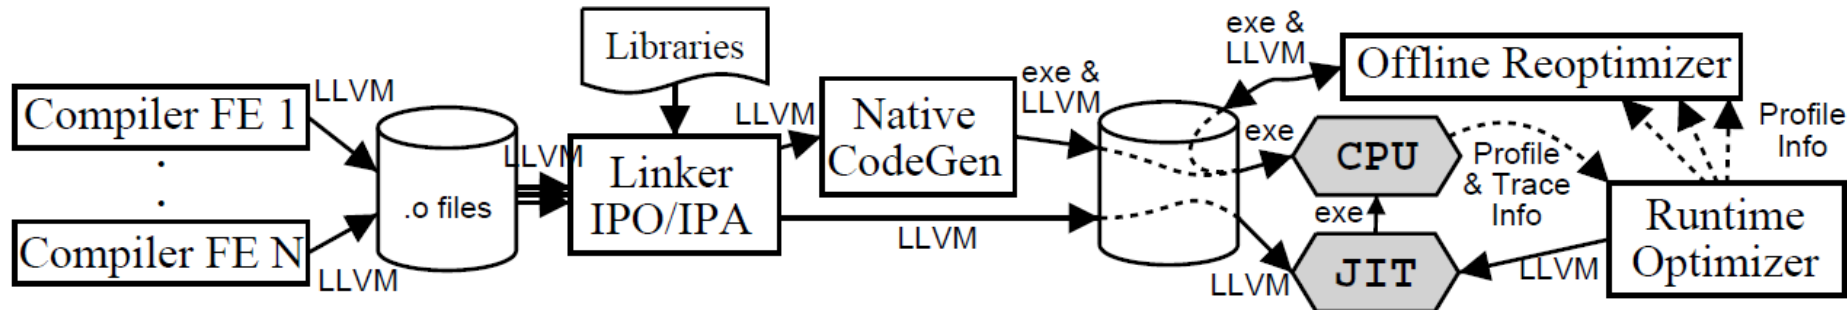 Compiler FE 1
.
.
.
Compiler FE N
LLVM
LLVM
.o files
LLVM
Libraries
Linker
IPO/IPA
LLVM
LLVM
Native
CodeGen
exe &
LLVM
exe &
LLVM
exe
LLVM
Offline Reoptimizer
CPU
exe
JIT
Profile
& Trace
Info
LLVM
Profile
Info
Runtime
Optimizer